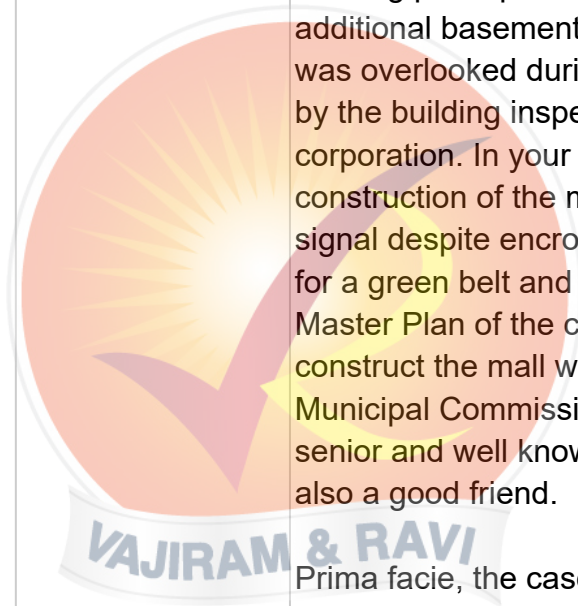 additional basement
was overlooked duri
by the building inspe
corporation. In your
construction of the m
signal despite encro
for a green belt and
Master Plan of the c
construct the mall w
Municipal Commissi
senior and well know
also a good friend.
VAJIRAM & RAVI
Prima facie, the case